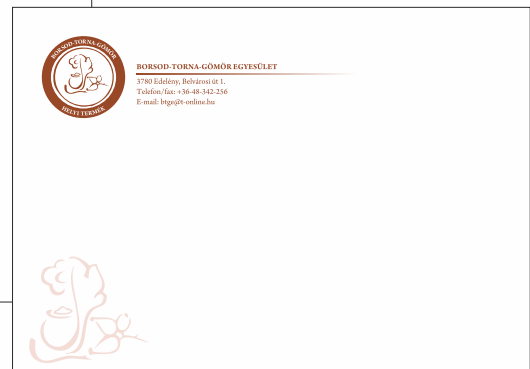 BORSOD-TORNA-GÖMÖR
HELYI TERMÉK
BORSOD-TORNA-GÖMÖR EGYESÜLET
3780 Edelény, Belvárosi út 1.
Telefon/fax: +36-48-342-256
E-mail: btge@t-online.hu